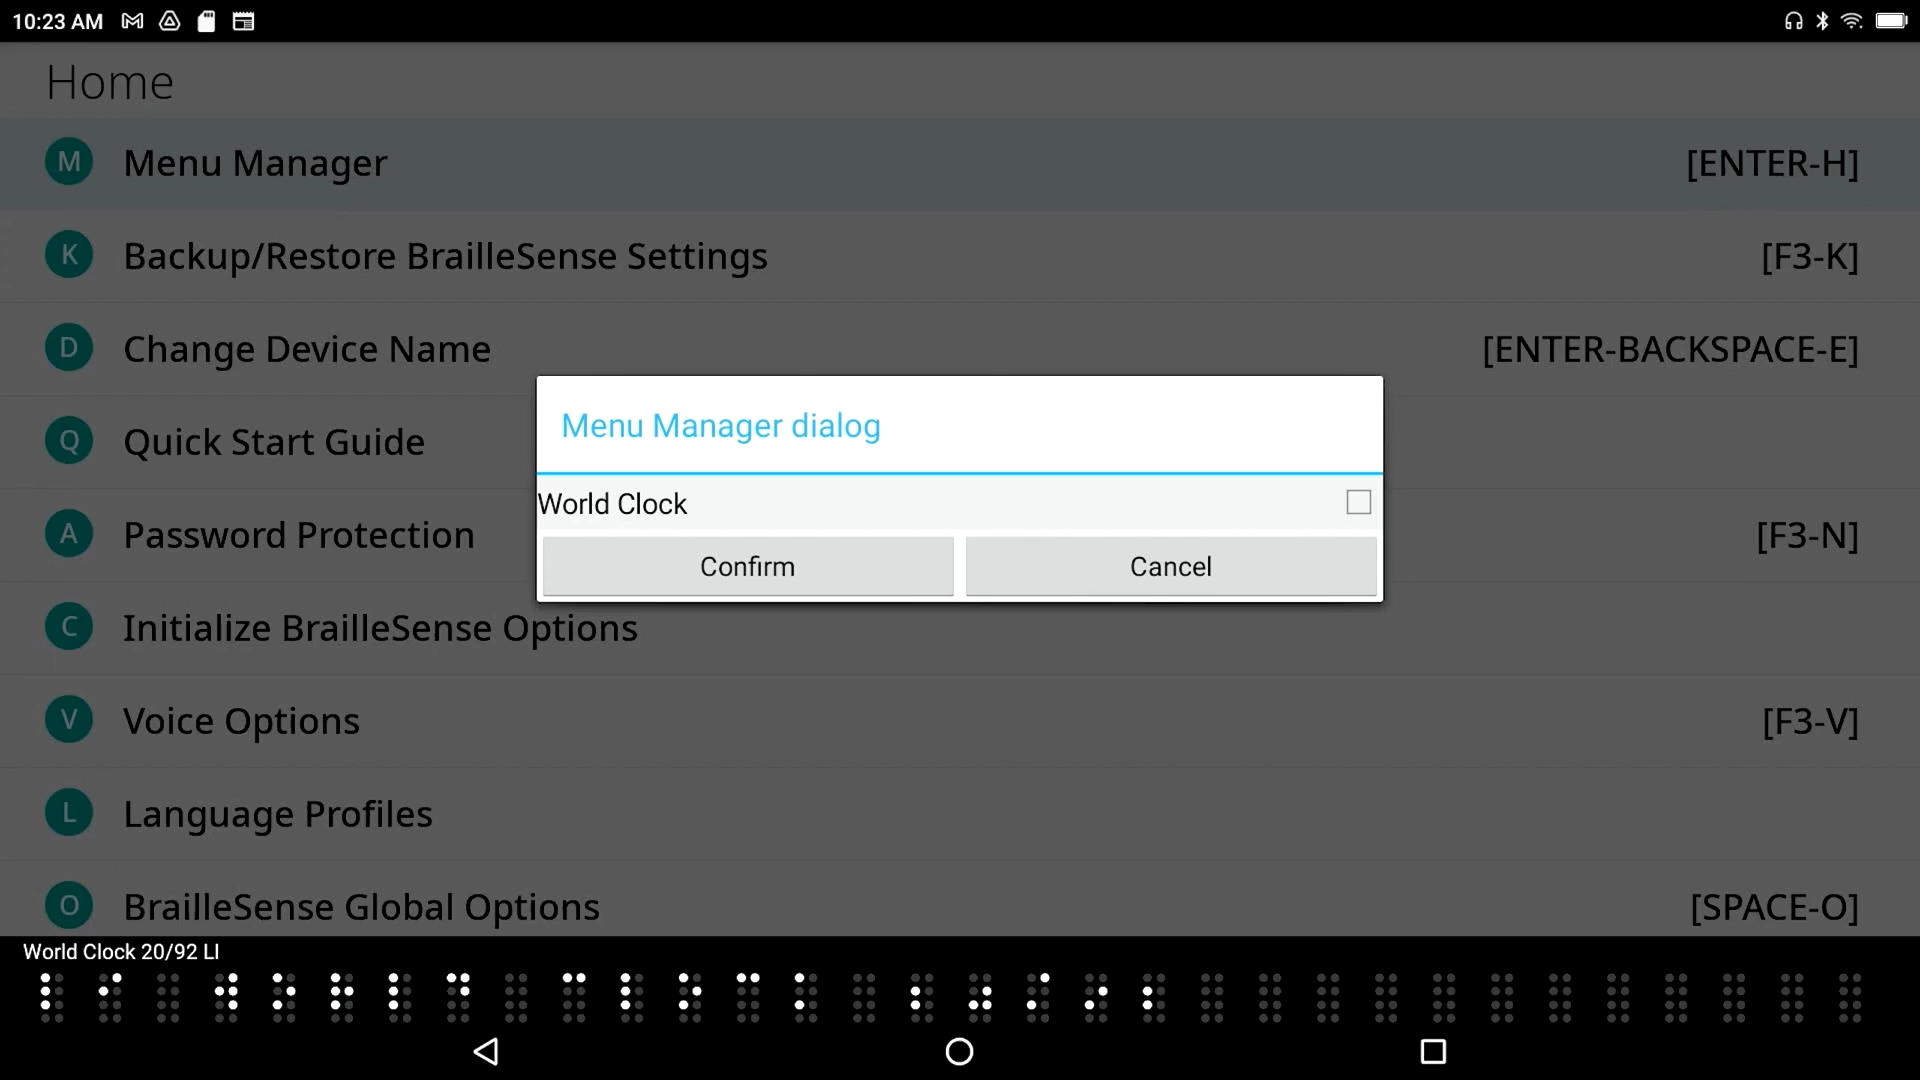 10:23 AM
Home
M Menu Manager [ENTER-H]
K Backup/Restore BrailleSense Settings [F3-K]
D Change Device Name [ENTER-BACKSPACE-E]
Q Quick Start Guide
A Password Protection [F3-N]
C Initialize BrailleSense Options
V Voice Options [F3-V]
L Language Profiles
O BrailleSense Global Options [SPACE-O]
Menu Manager dialog
World Clock
Confirm Cancel
World Clock 20/92 LI